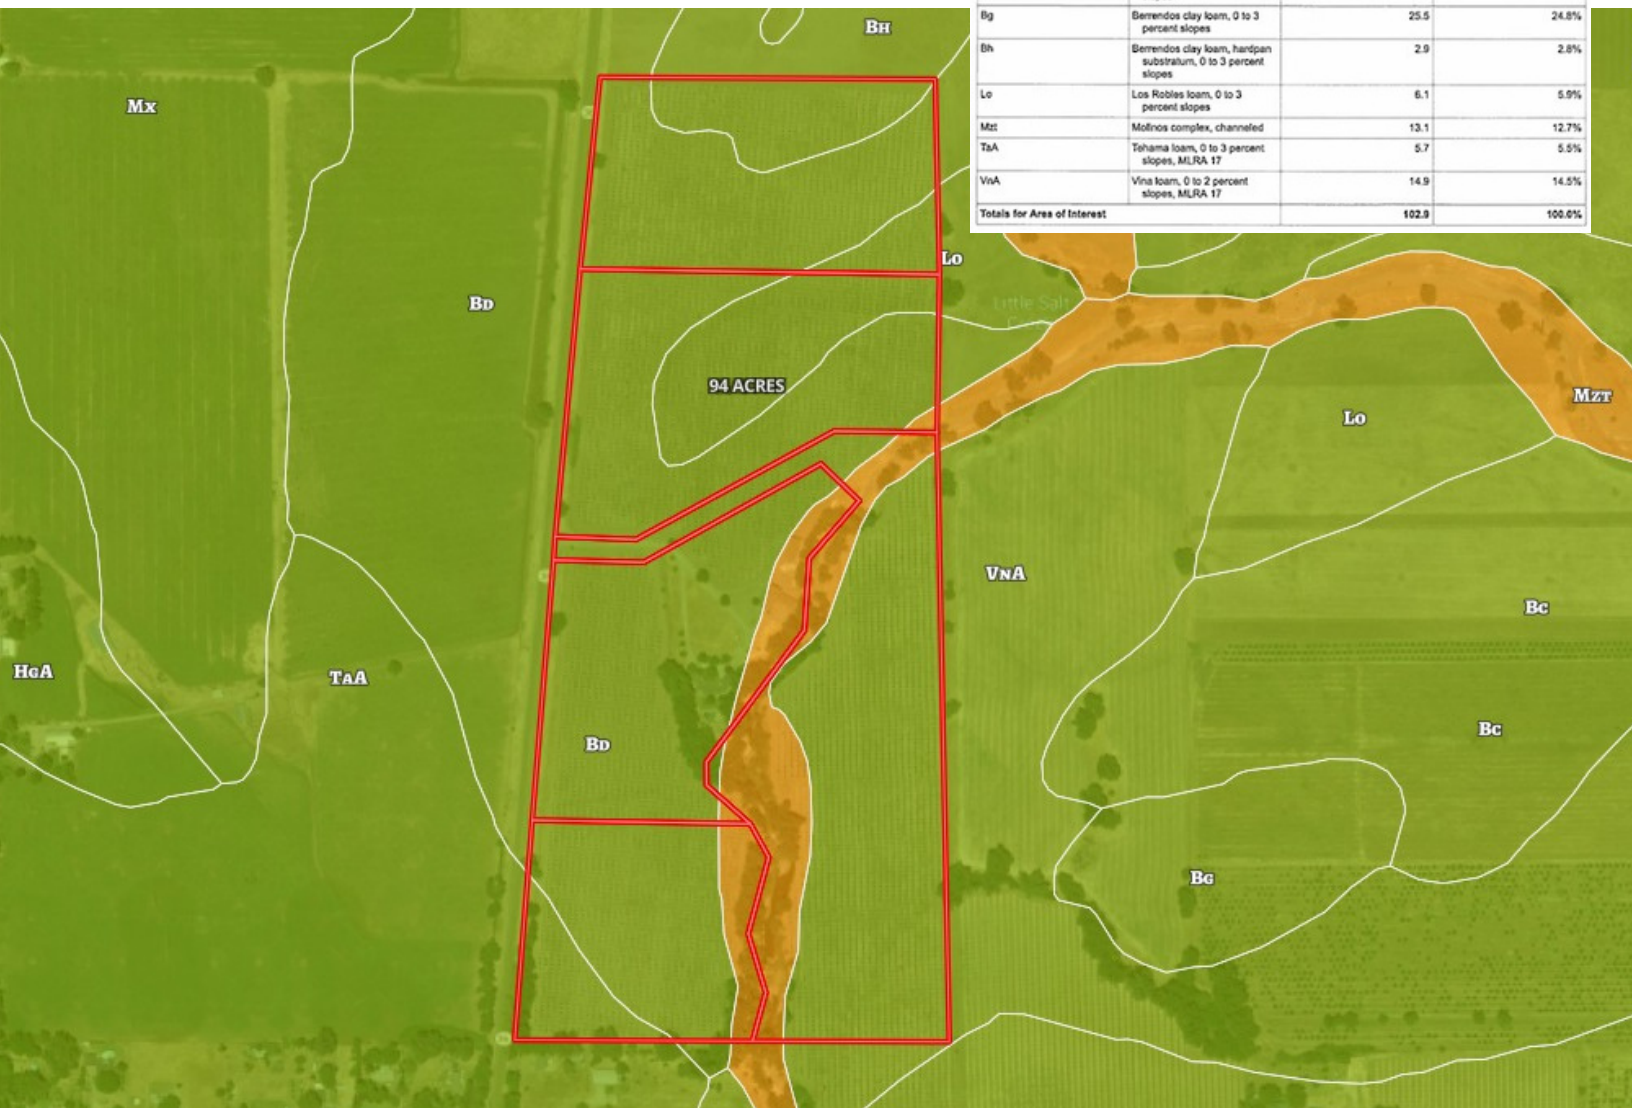 Bg Berrendos clay loam, 0 to 3 25.5 24.8%
percent slopes
Bh Berrendos clay loam, hardpan 2.9 2.8%
substratum, 0 to 3 percent
slopes
Lo Los Robles loam, 0 to 3 6.1 5.9%
percent slopes
Mzt Molinos complex, channeled 13.1 12.7%
TaA Tehama loam, 0 to 3 percent 5.7 5.5%
slopes, MLRA 17
VnA Vina loam, 0 to 2 percent 14.9 14.5%
slopes, MLRA 17
Totals for Area of Interest 102.9 100.0%
BH
MX
LO
BD
Little Salt
94 ACRES
MZT
LO
VNA
BC
HGA
TAA
BC
BD
BG